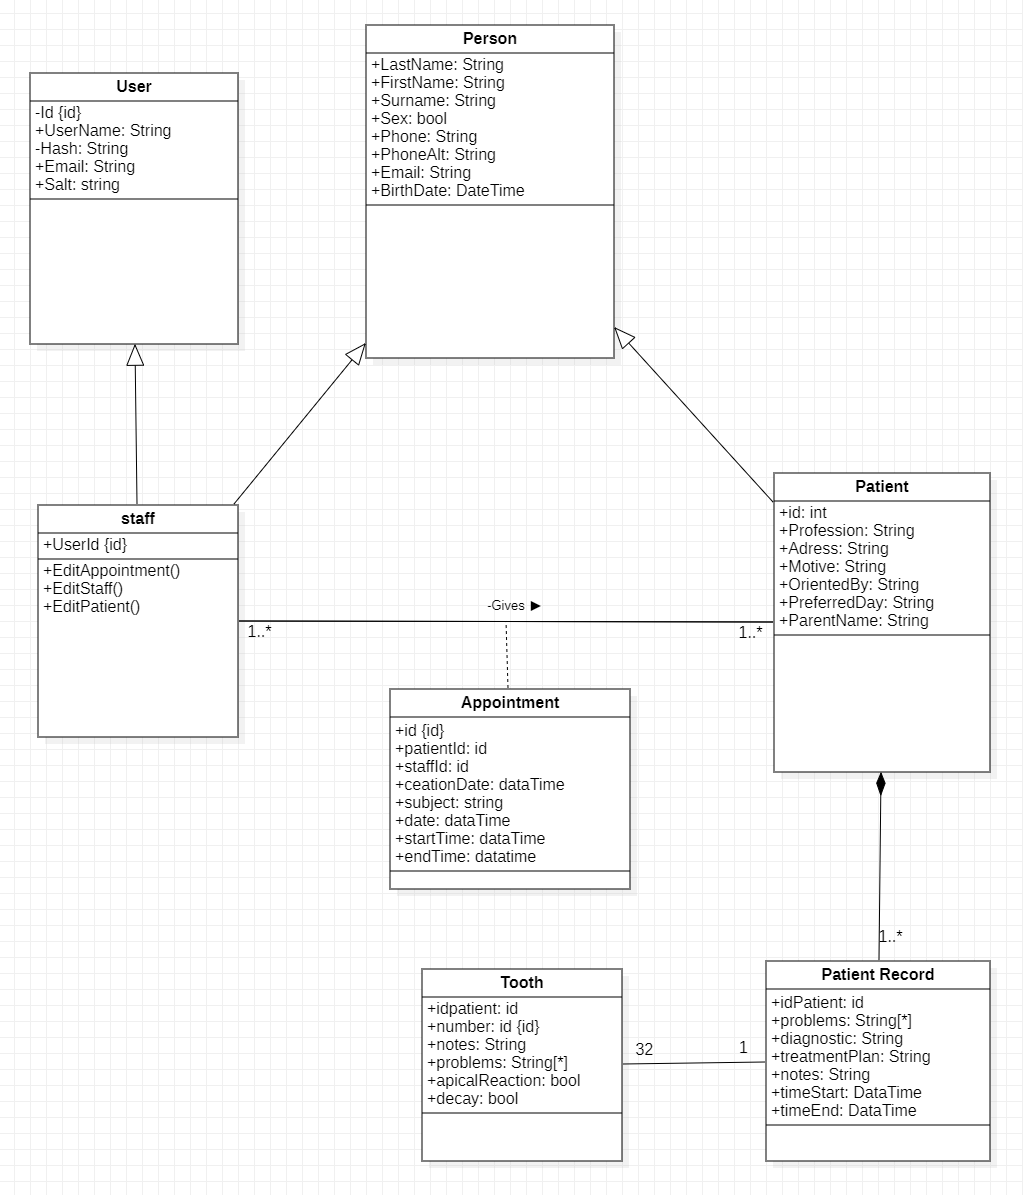 User
-Id {id}
+UserName: String
-Hash: String
+Email: String
+Salt: string
Person
+LastName: String
+FirstName: String
+Surname: String
+Sex: bool
+Phone: String
+PhoneAlt: String
+Email: String
+BirthDate: DateTime
staff
+UserId {id}
+EditAppointment()
+EditStaff()
+EditPatient()
1..*
-Gives ►
1..*
Patient
+id: int
+Profession: String
+Adress: String
+Motive: String
+OrientedBy: String
+PreferredDay: String
+ParentName: String
Appointment
+id {id}
+patientId: id
+staffId: id
+ceationDate: dataTime
+subject: string
+date: dataTime
+startTime: dataTime
+endTime: datatime
1..*
Tooth
+idpatient: id
+number: id {id}
+notes: String
+problems: String[*]
+apicalReaction: bool
+decay: bool
32
1
Patient Record
+idPatient: id
+problems: String[*]
+diagnostic: String
+treatmentPlan: String
+notes: String
+timeStart: DataTime
+timeEnd: DataTime